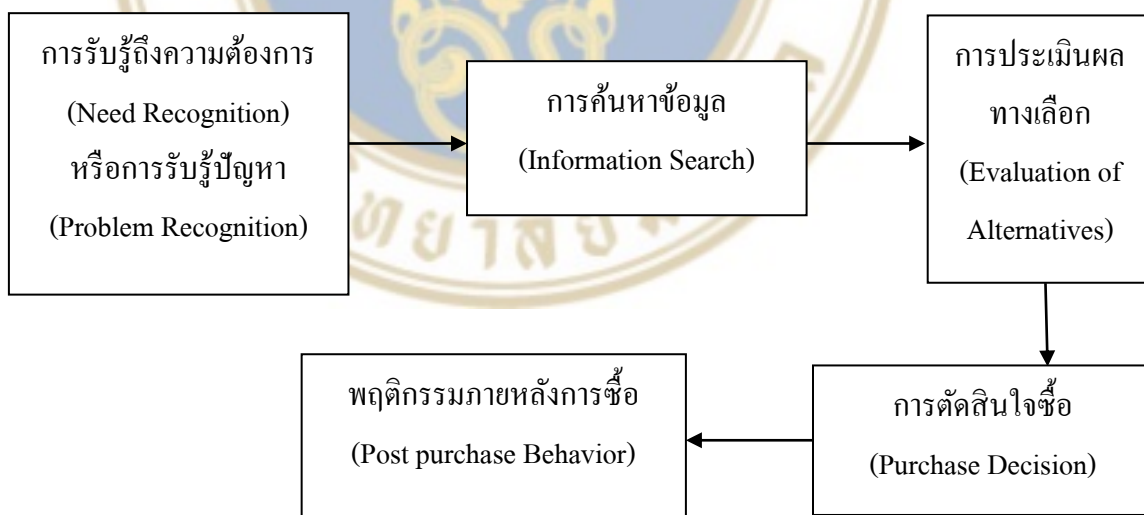 การรับรู้ถึงความต้องการ
(Need Recognition)
หรือการรับรู้ปัญหา
(Problem Recognition)
การค้นหาข้อมูล
(Information Search)
การประเมินผล
ทางเลือก
(Evaluation of
Alternatives)
การตัดสินใจซื้อ
(Purchase Decision)
พฤติกรรมภายหลังการซื้อ
(Post purchase Behavior)